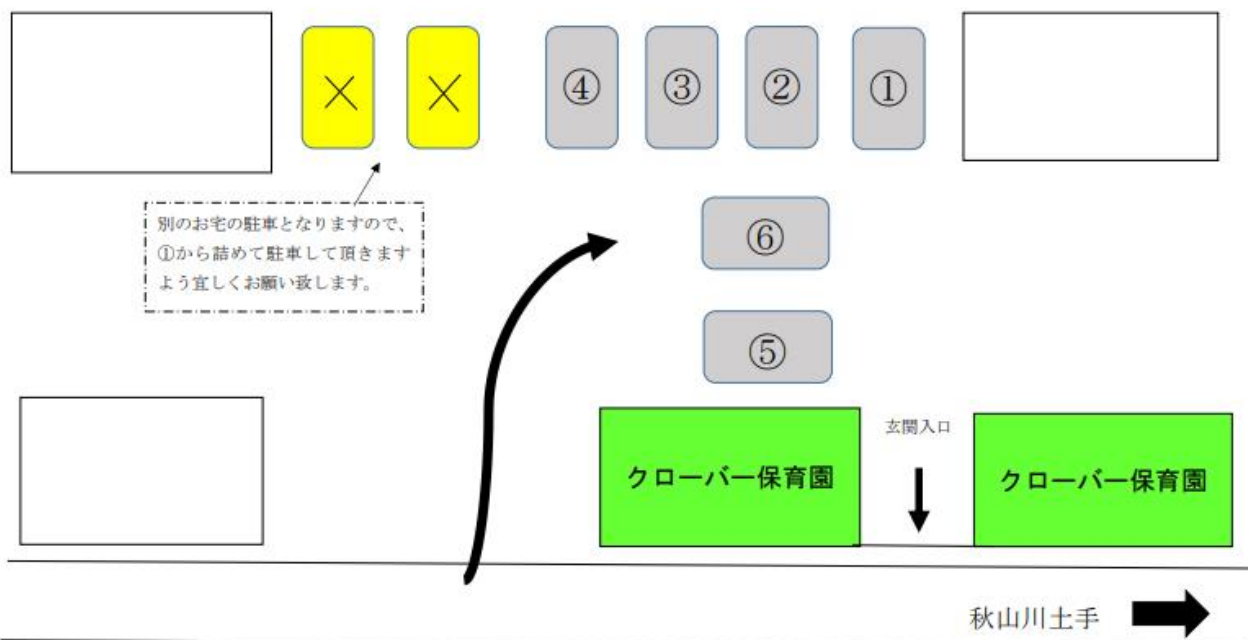 × × ④ ③ ② ①
別のお宅の駐車となりますので、
①から詰めて駐車して頂きます
よう宜しくお願い致します。
⑥
⑤
玄関入口
クローバー保育園
クローバー保育園
秋山川土手